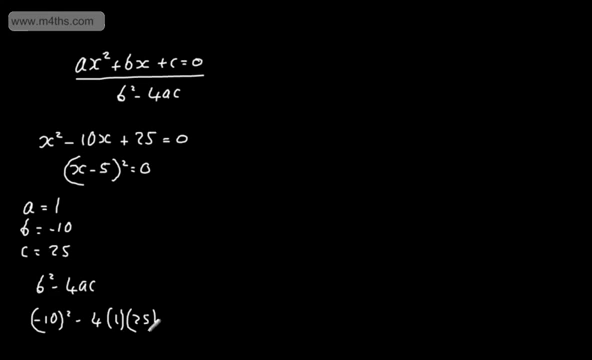 www.m4ths.com
ax² + bx + c = 0
b² - 4ac
x² - 10x + 25 = 0
(x - 5)² = 0
a = 1
b = -10
c = 25
b² - 4ac
(-10)² - 4(1)(25)